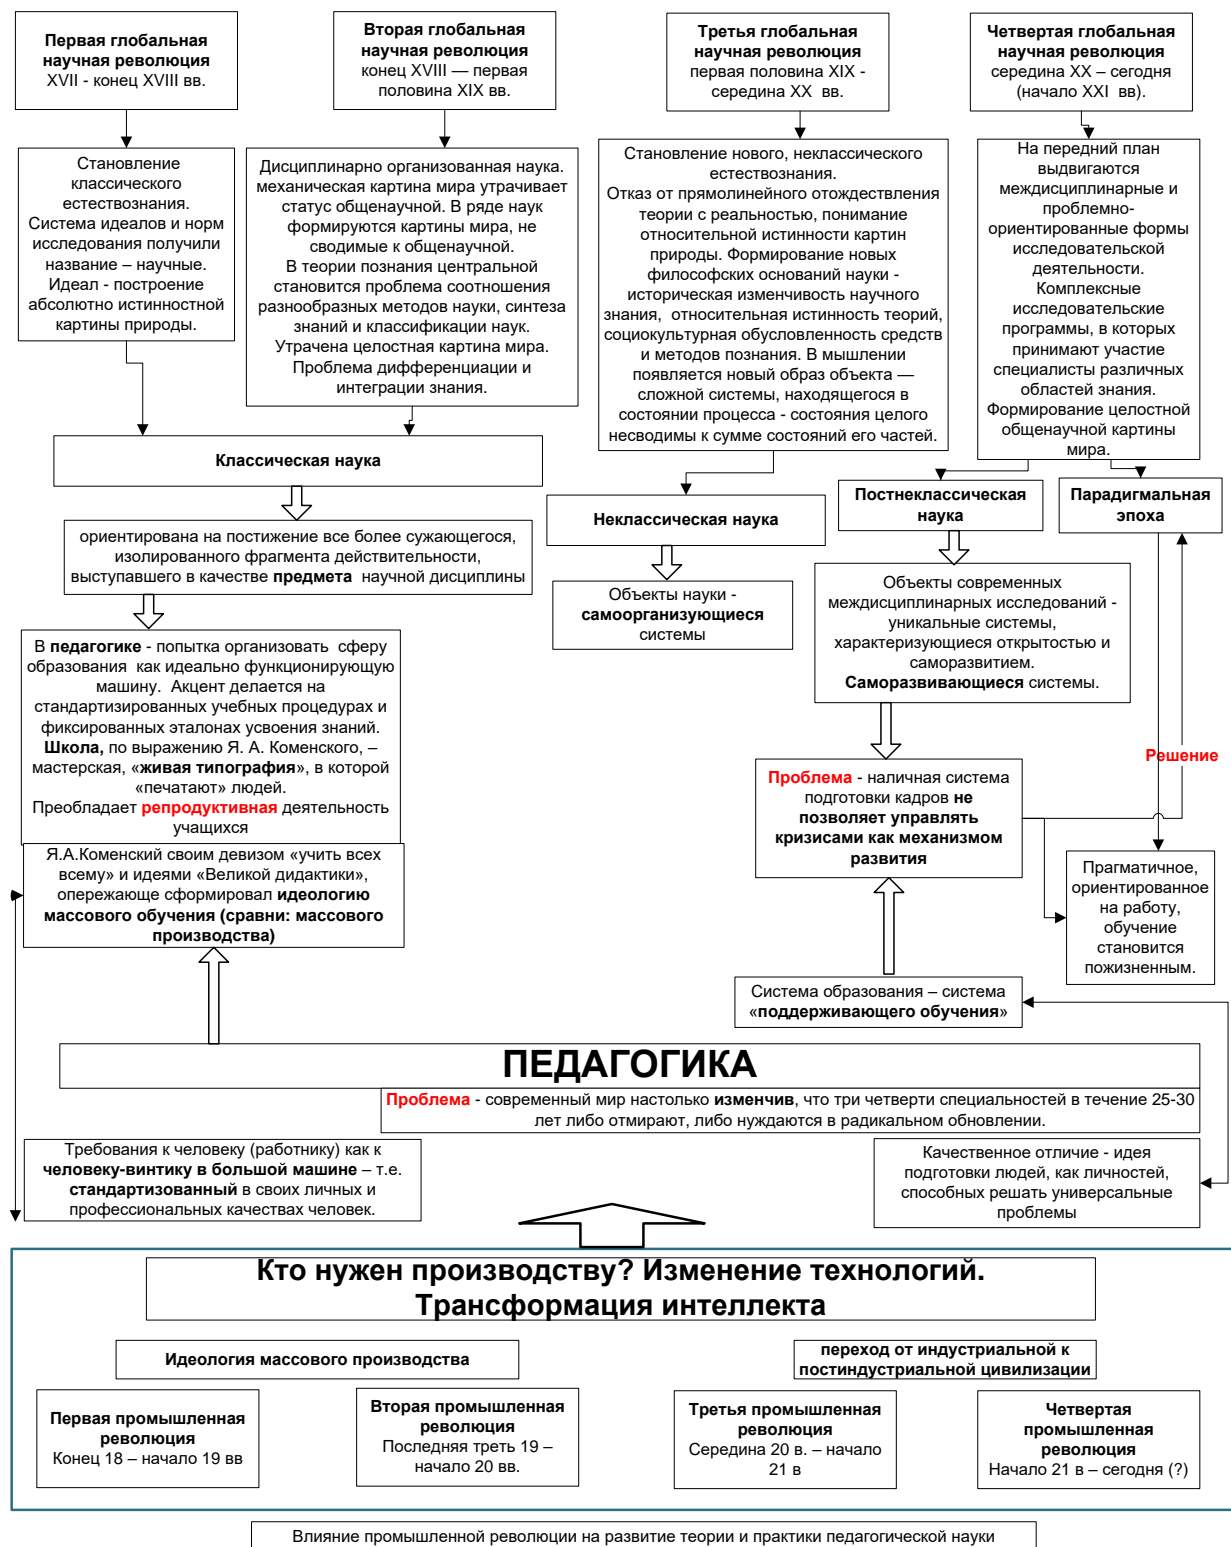 Первая глобальная
научная революция
XVII - конец XVIII вв.
Вторая глобальная
научная революция
конец XVIII — первая
половина XIX вв.
Третья глобальная
научная революция
первая половина XIX -
середина XX  вв.
Четвертая глобальная
научная революция
середина XX – сегодня
(начало XXI  вв).
Становление
классического
естествознания.
Система идеалов и норм
исследования получили
название – научные.
Идеал - построение
абсолютно истинностной
картины природы.
Дисциплинарно организованная наука.
механическая картина мира утрачивает
статус общенаучной. В ряде наук
формируются картины мира, не
сводимые к общенаучной.
В теории познания центральной
становится проблема соотношения
разнообразных методов науки, синтеза
знаний и классификации наук.
Утрачена целостная картина мира.
Проблема дифференциации и
интеграции знания.
Становление нового, неклассического
естествознания.
Отказ от прямолинейного отождествления
теории с реальностью, понимание
относительной истинности картин
природы. Формирование новых
философских оснований науки -
историческая изменчивость научного
знания,  относительная истинность теорий,
социокультурная обусловленность средств
и методов познания. В мышлении
появляется новый образ объекта —
сложной системы, находящегося в
состоянии процесса - состояния целого
несводимы к сумме состояний его частей.
На передний план
выдвигаются
междисциплинарные и
проблемно-
ориентированные формы
исследовательской
деятельности.
Комплексные
исследовательские
программы, в которых
принимают участие
специалисты различных
областей знания.
Формирование целостной
общенаучной картины
мира.
Классическая наука
Неклассическая наука
Постнеклассическая
наука
Парадигмальная
эпоха
ориентирована на постижение все более сужающегося,
изолированного фрагмента действительности,
выступавшего в качестве предмета  научной дисциплины
Объекты науки -
самоорганизующиеся
системы
Объекты современных
междисциплинарных исследований -
уникальные системы,
характеризующиеся открытостью и
саморазвитием.
Саморазвивающиеся системы.
В педагогике - попытка организовать  сферу
образования  как идеально функционирующую
машину.  Акцент делается на
стандартизированных учебных процедурах и
фиксированных эталонах усвоения знаний.
Школа, по выражению Я. А. Коменского, –
мастерская, «живая типография», в которой
«печатают» людей.
Преобладает репродуктивная деятельность
учащихся
Решение
Проблема - наличная система
подготовки кадров не
позволяет управлять
кризисами как механизмом
развития
Я.А.Коменский своим девизом «учить всех
всему» и идеями «Великой дидактики»,
опережающе сформировал идеологию
массового обучения (сравни: массового
производства)
Прагматичное,
ориентированное
на работу,
обучение
становится
пожизненным.
Система образования – система
«поддерживающего обучения»
ПЕДАГОГИКА
Проблема - современный мир настолько изменчив, что три четверти специальностей в течение 25-30
лет либо отмирают, либо нуждаются в радикальном обновлении.
Требования к человеку (работнику) как к
человеку-винтику в большой машине – т.е.
стандартизованный в своих личных и
профессиональных качествах человек.
Качественное отличие - идея
подготовки людей, как личностей,
способных решать универсальные
проблемы
Кто нужен производству? Изменение технологий.
Трансформация интеллекта
Идеология массового производства
переход от индустриальной к
постиндустриальной цивилизации
Первая промышленная
революция
Конец 18 – начало 19 вв
Вторая промышленная
революция
Последняя треть 19 –
начало 20 вв.
Третья промышленная
революция
Середина 20 в. – начало
21 в
Четвертая
промышленная
революция
Начало 21 в – сегодня (?)
Влияние промышленной революции на развитие теории и практики педагогической науки